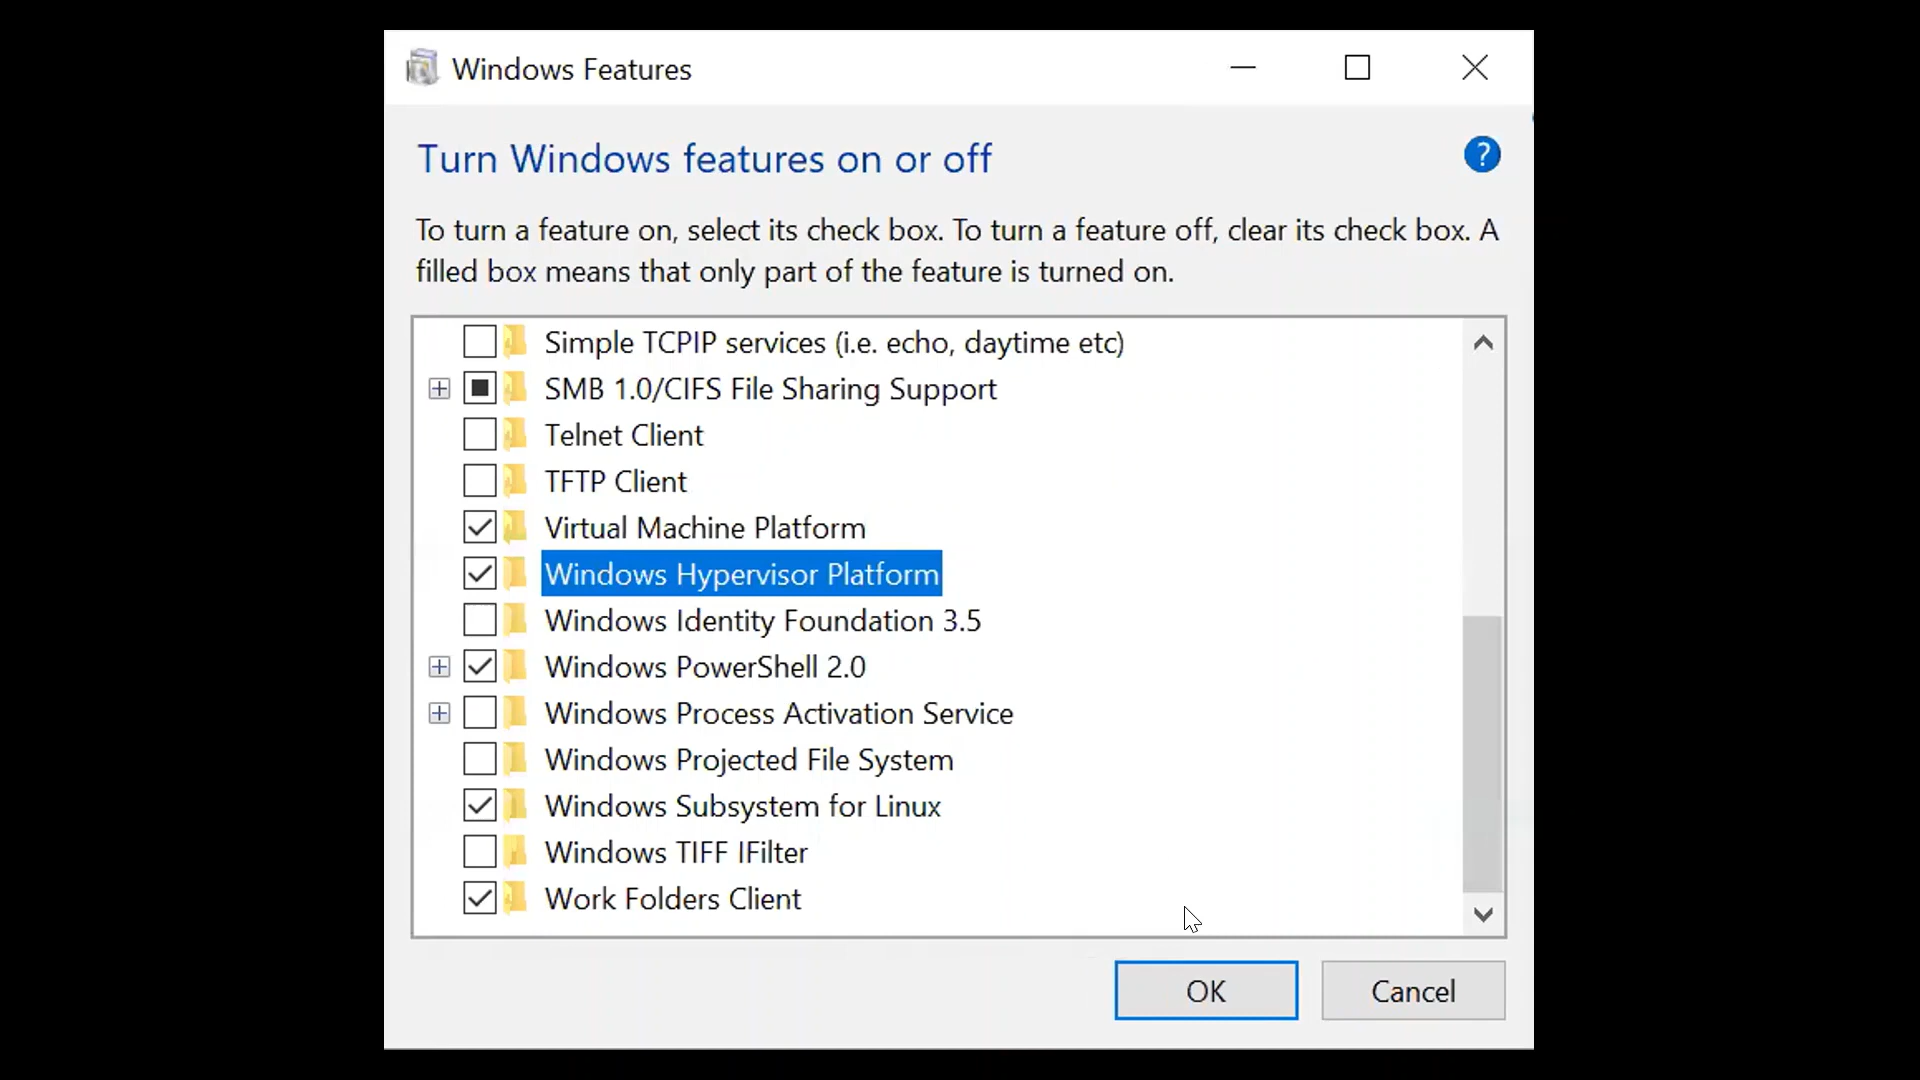 Windows Features
Turn Windows features on or off
?
To turn a feature on, select its check box. To turn a feature off, clear its check box. A
filled box means that only part of the feature is turned on.
Simple TCPIP services (i.e. echo, daytime etc)
SMB 1.0/CIFS File Sharing Support
Telnet Client
TFTP Client
Virtual Machine Platform
Windows Hypervisor Platform
Windows Identity Foundation 3.5
Windows PowerShell 2.0
Windows Process Activation Service
Windows Projected File System
Windows Subsystem for Linux
Windows TIFF IFilter
Work Folders Client
OK Cancel